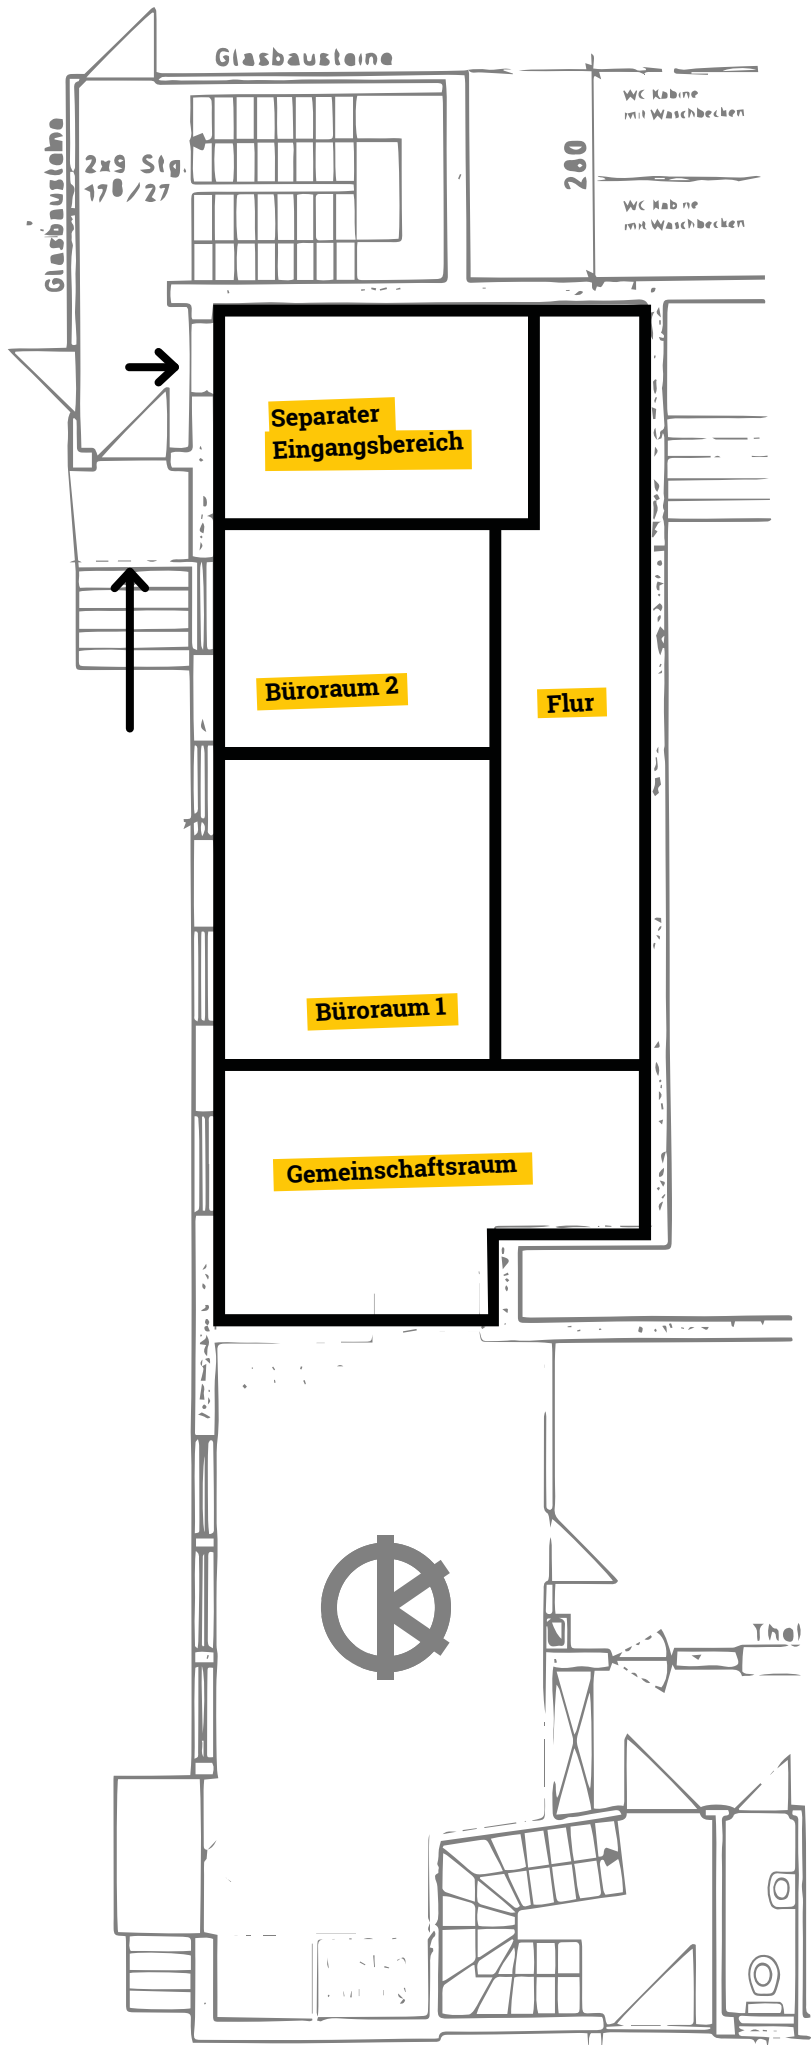 Glasbausteine
WC Kabine
mit Waschbecken
Glasbausteine
2x9 Stg.
17⁸/27
280
WC Kabine
mit Waschbecken
Separater
Eingangsbereich
Büroraum 2
Flur
Büroraum 1
Gemeinschaftsraum